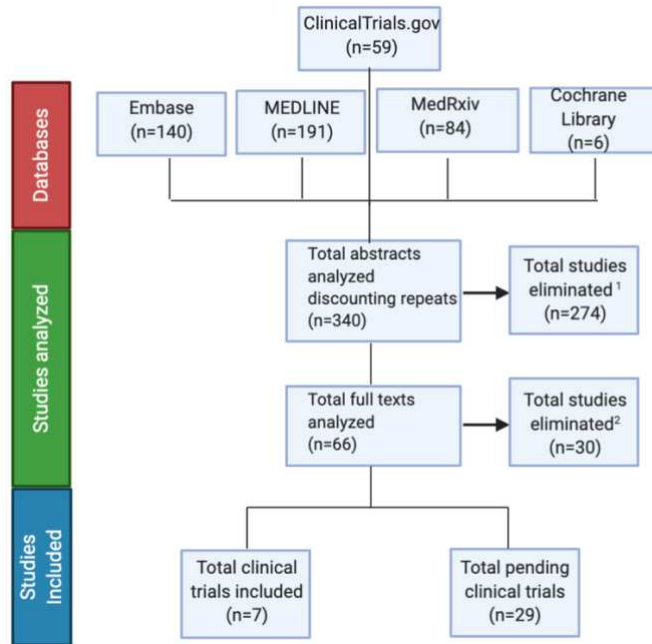 ClinicalTrials.gov
(n=59)
Databases
Embase
(n=140)
MEDLINE
(n=191)
MedRxiv
(n=84)
Cochrane
Library
(n=6)
Studies analyzed
Total abstracts
analyzed
discounting repeats
(n=340)
Total studies
eliminated 1
(n=274)
Total full texts
analyzed
(n=66)
Total studies
eliminated2
(n=30)
Studies
Included
Total clinical
trials included
(n=7)
Total pending
clinical trials
(n=29)